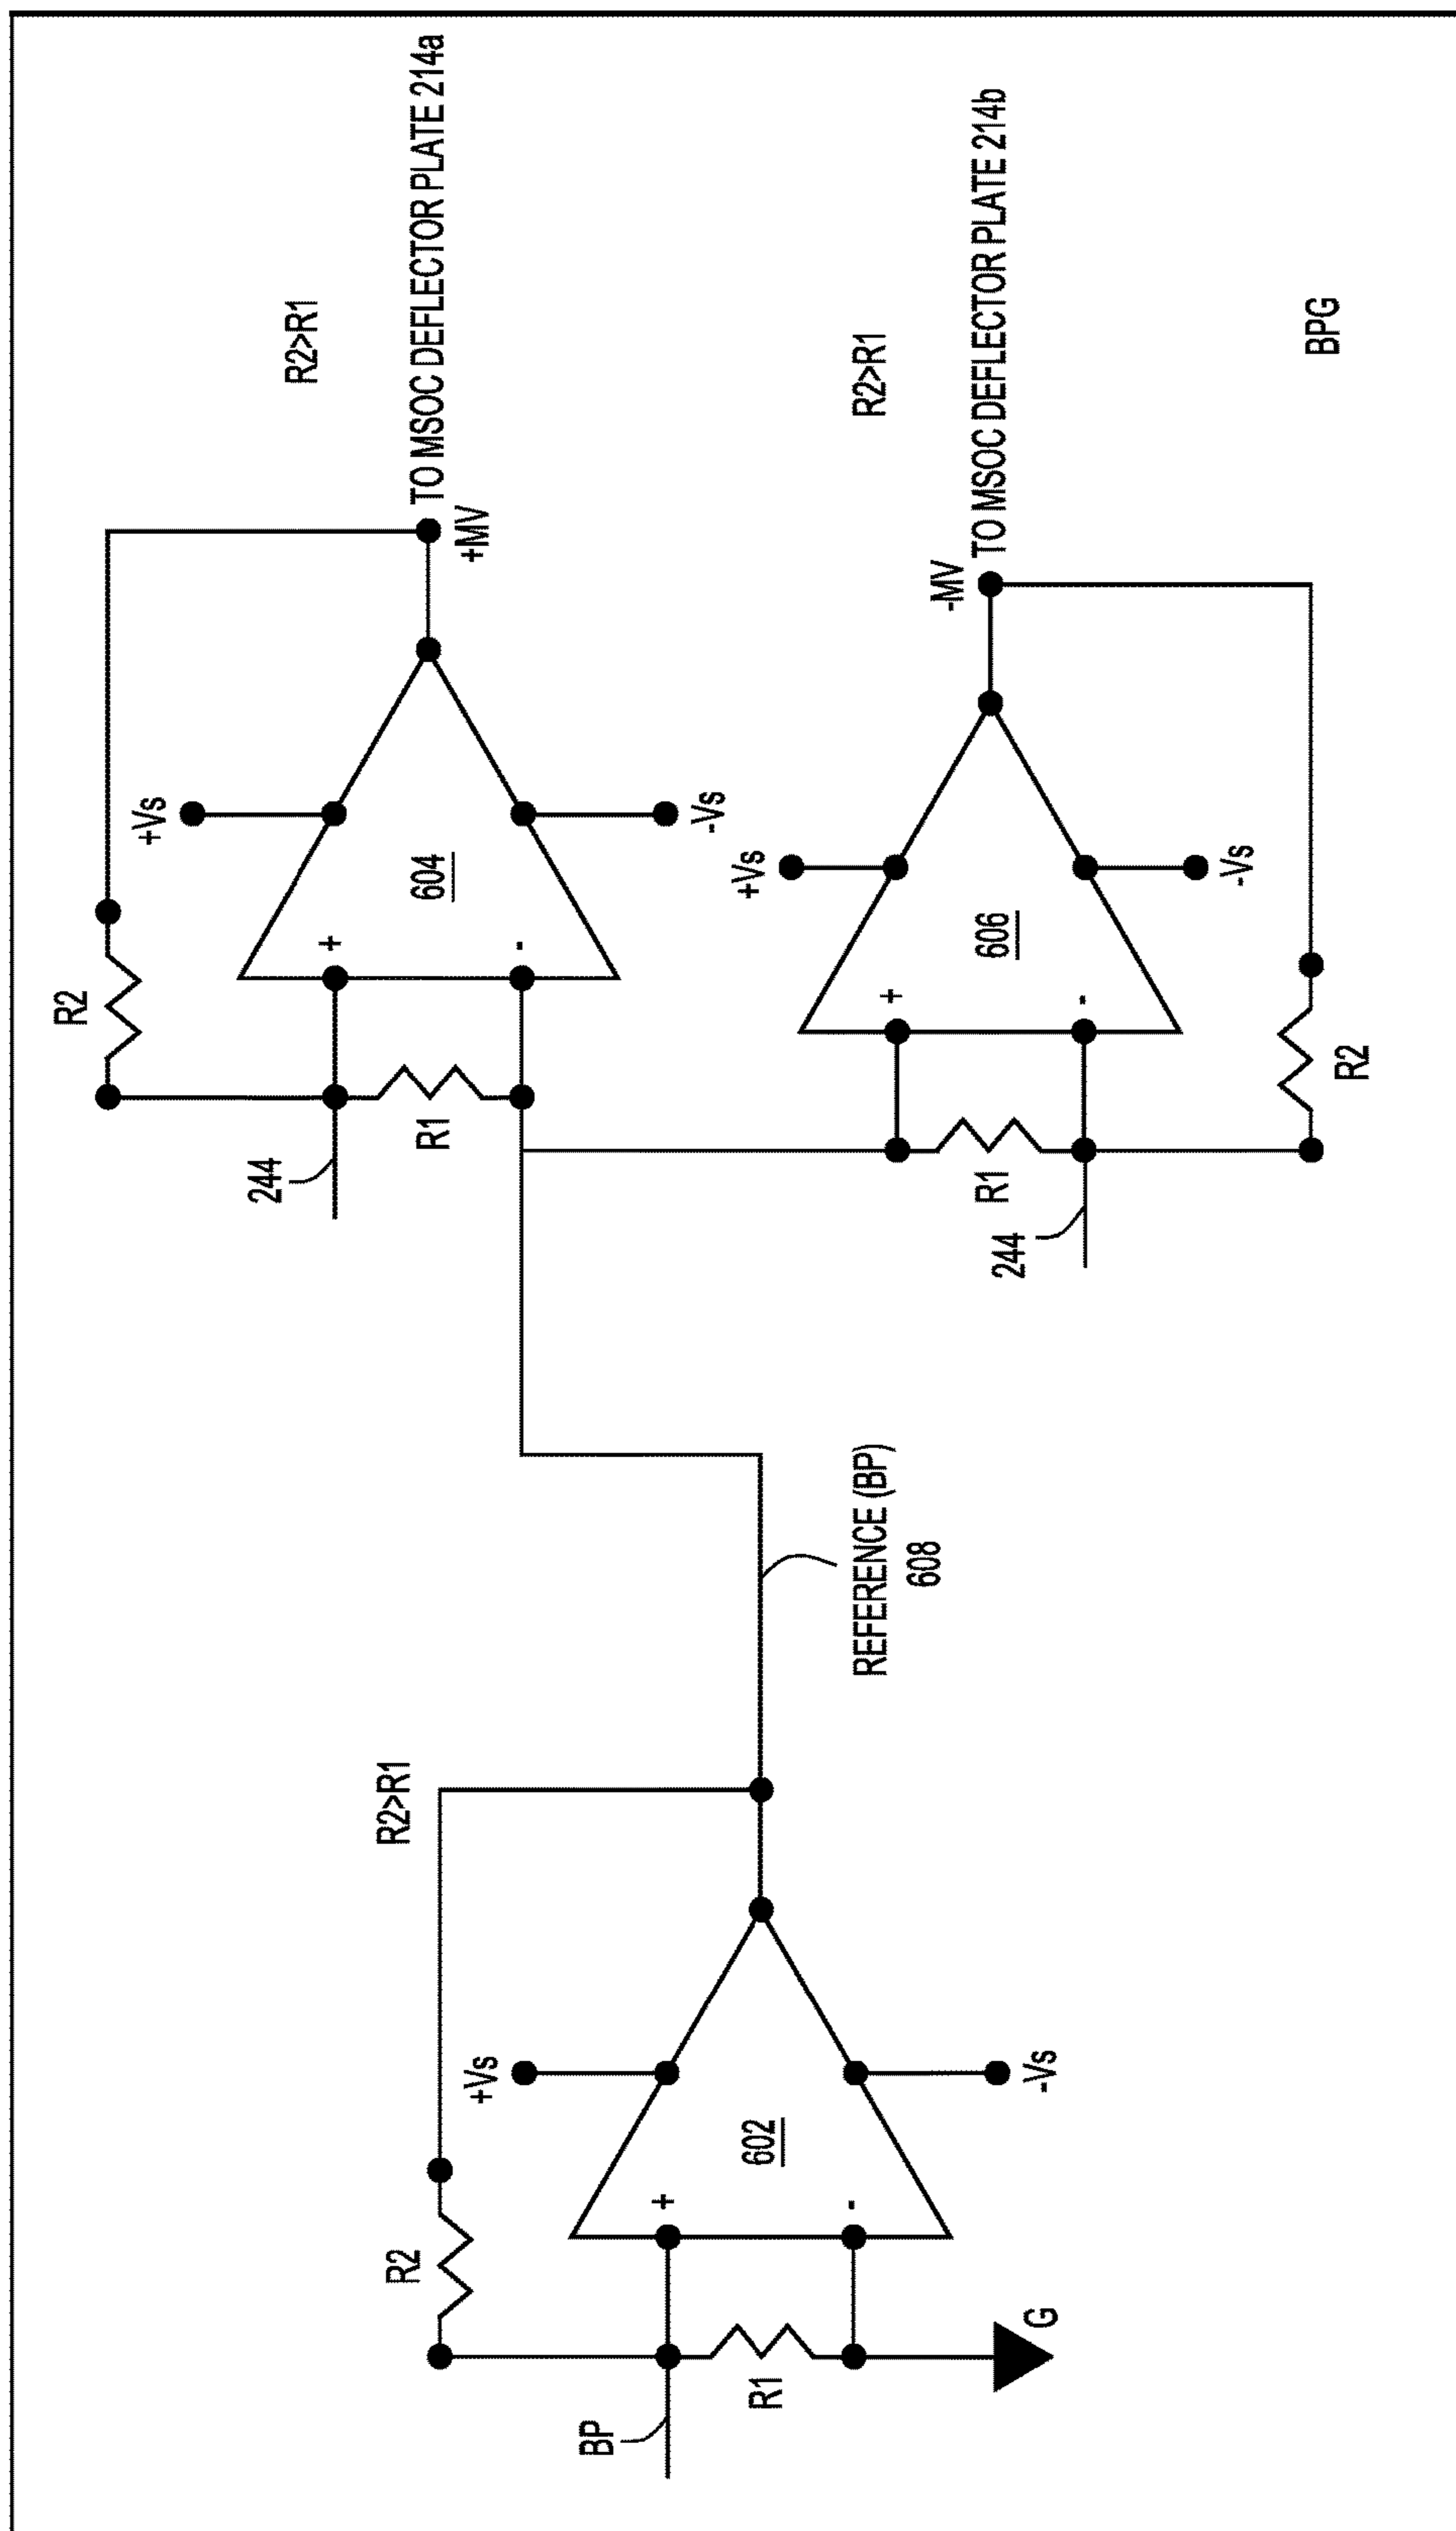 R2
+Vs
604
+
-
-Vs
244
R1
+MV
TO MSOC DEFLECTOR PLATE 214a
R2>R1
R2>R1
R2
+Vs
602
+
-
-Vs
BP
R1
G
REFERENCE (BP)
608
+Vs
606
+
-
-Vs
244
R1
R2
-MV
TO MSOC DEFLECTOR PLATE 214b
R2>R1
BPG